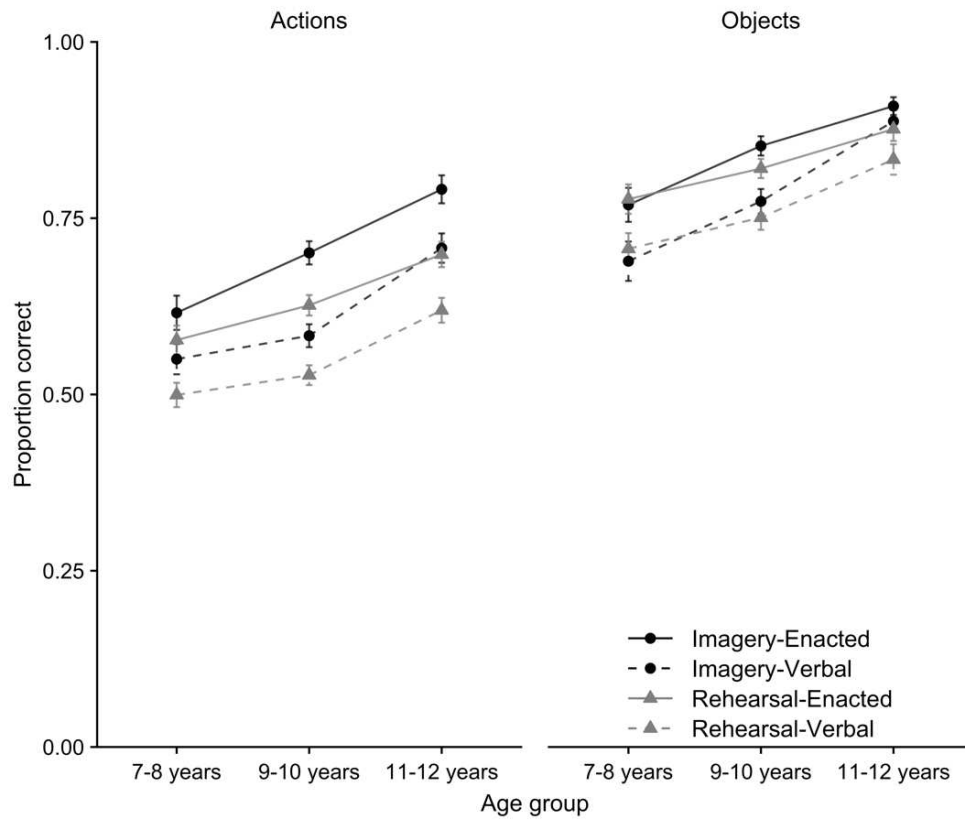 Actions
Objects
1.00
0.75
0.50
0.25
0.00
Proportion correct
Imagery-Enacted
Imagery-Verbal
Rehearsal-Enacted
Rehearsal-Verbal
7-8 years 9-10 years 11-12 years
7-8 years 9-10 years 11-12 years
Age group